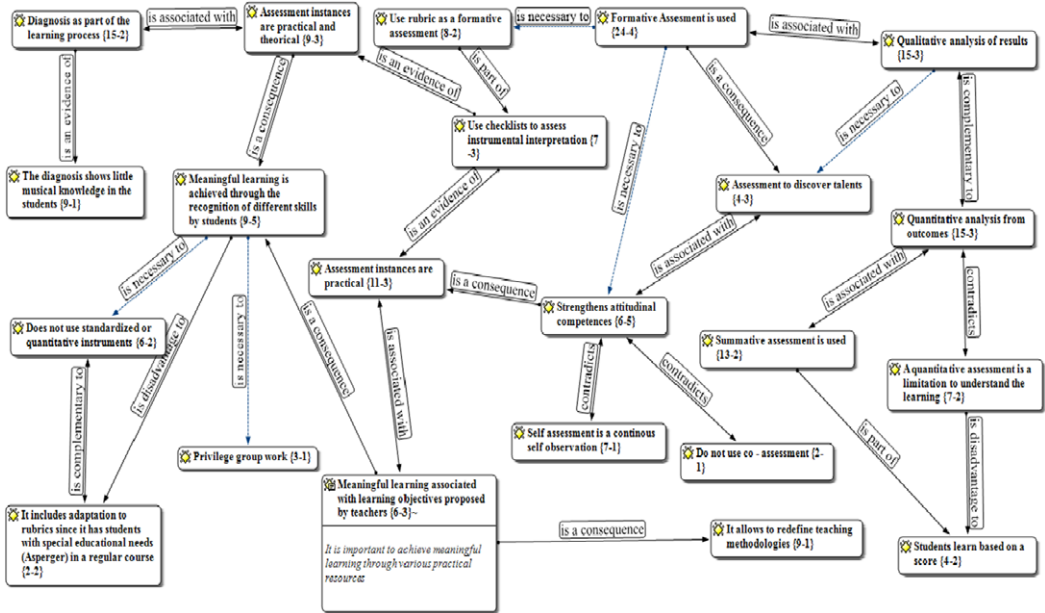 Diagnosis as part of the
learning process {15-2}
is associated with
Assessment instances
are practical and
theorical {9-3}
Use rubric as a formative
assessment {8-2}
is necessary to
Formative Assesment is used
{24-4}
is associated with
Qualitative analysis of results
{15-3}
is an evidence of
is a consequence
is an evidence of
is part of
is necessary to
is a consequence
is necessary to
is complementary to
Use checklists to assess
instrumental interpretation {7
-3}
The diagnosis shows little
musical knowledge in the
students {9-1}
Meaningful learning is
achieved through the
recognition of different skills
by students {9-5}
Assessment to discover talents
{4-3}
Quantitative analysis from
outcomes {15-3}
is necessary to
is disadvantage to
is necessary to
is a consequence
is an evidence of
Assessment instances are
practical {11-3}
is a consequence
is associated with
is associated with
contradicts
Does not use standardized or
quantitative instruments {6-2}
Strengthens attitudinal
competences {6-5}
Summative assessment is used
{13-2}
A quantitative assessment is a
limitation to understand the
learning {7-2}
is complementary to
is associated with
contradicts
contradicts
is part of
is disadvantage to
Privilege group work {3-1}
Self assessment is a continous
self observation {7-1}
Do not use co - assessment {2-
1}
It includes adaptation to
rubrics since it has students
with special educational needs
(Asperger) in a regular course
{2-2}
Meaningful learning associated
with learning objectives proposed
by teachers {6-3}~
It is important to achieve meaningful
learning through various practical
resources
is a consequence
It allows to redefine teaching
methodologies {9-1}
Students learn based on a
score {4-2}